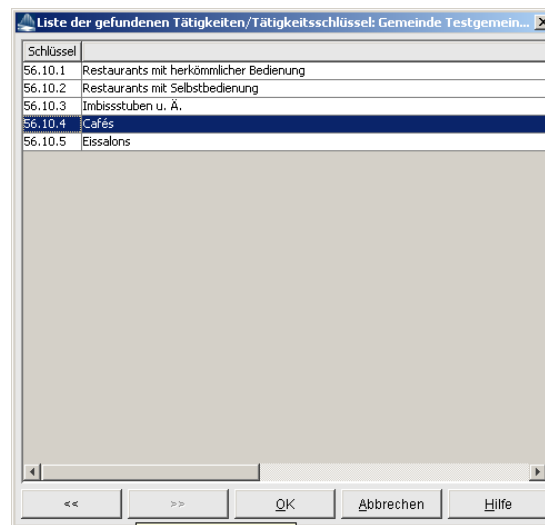 Liste der gefundenen Tätigkeiten/Tätigkeitsschlüssel: Gemeinde Testgemein...
Schlüssel
56.10.1 Restaurants mit herkömmlicher Bedienung
56.10.2 Restaurants mit Selbstbedienung
56.10.3 Imbissstuben u. Ä.
56.10.4 Cafés
56.10.5 Eissalons
<< >> OK Abbrechen Hilfe